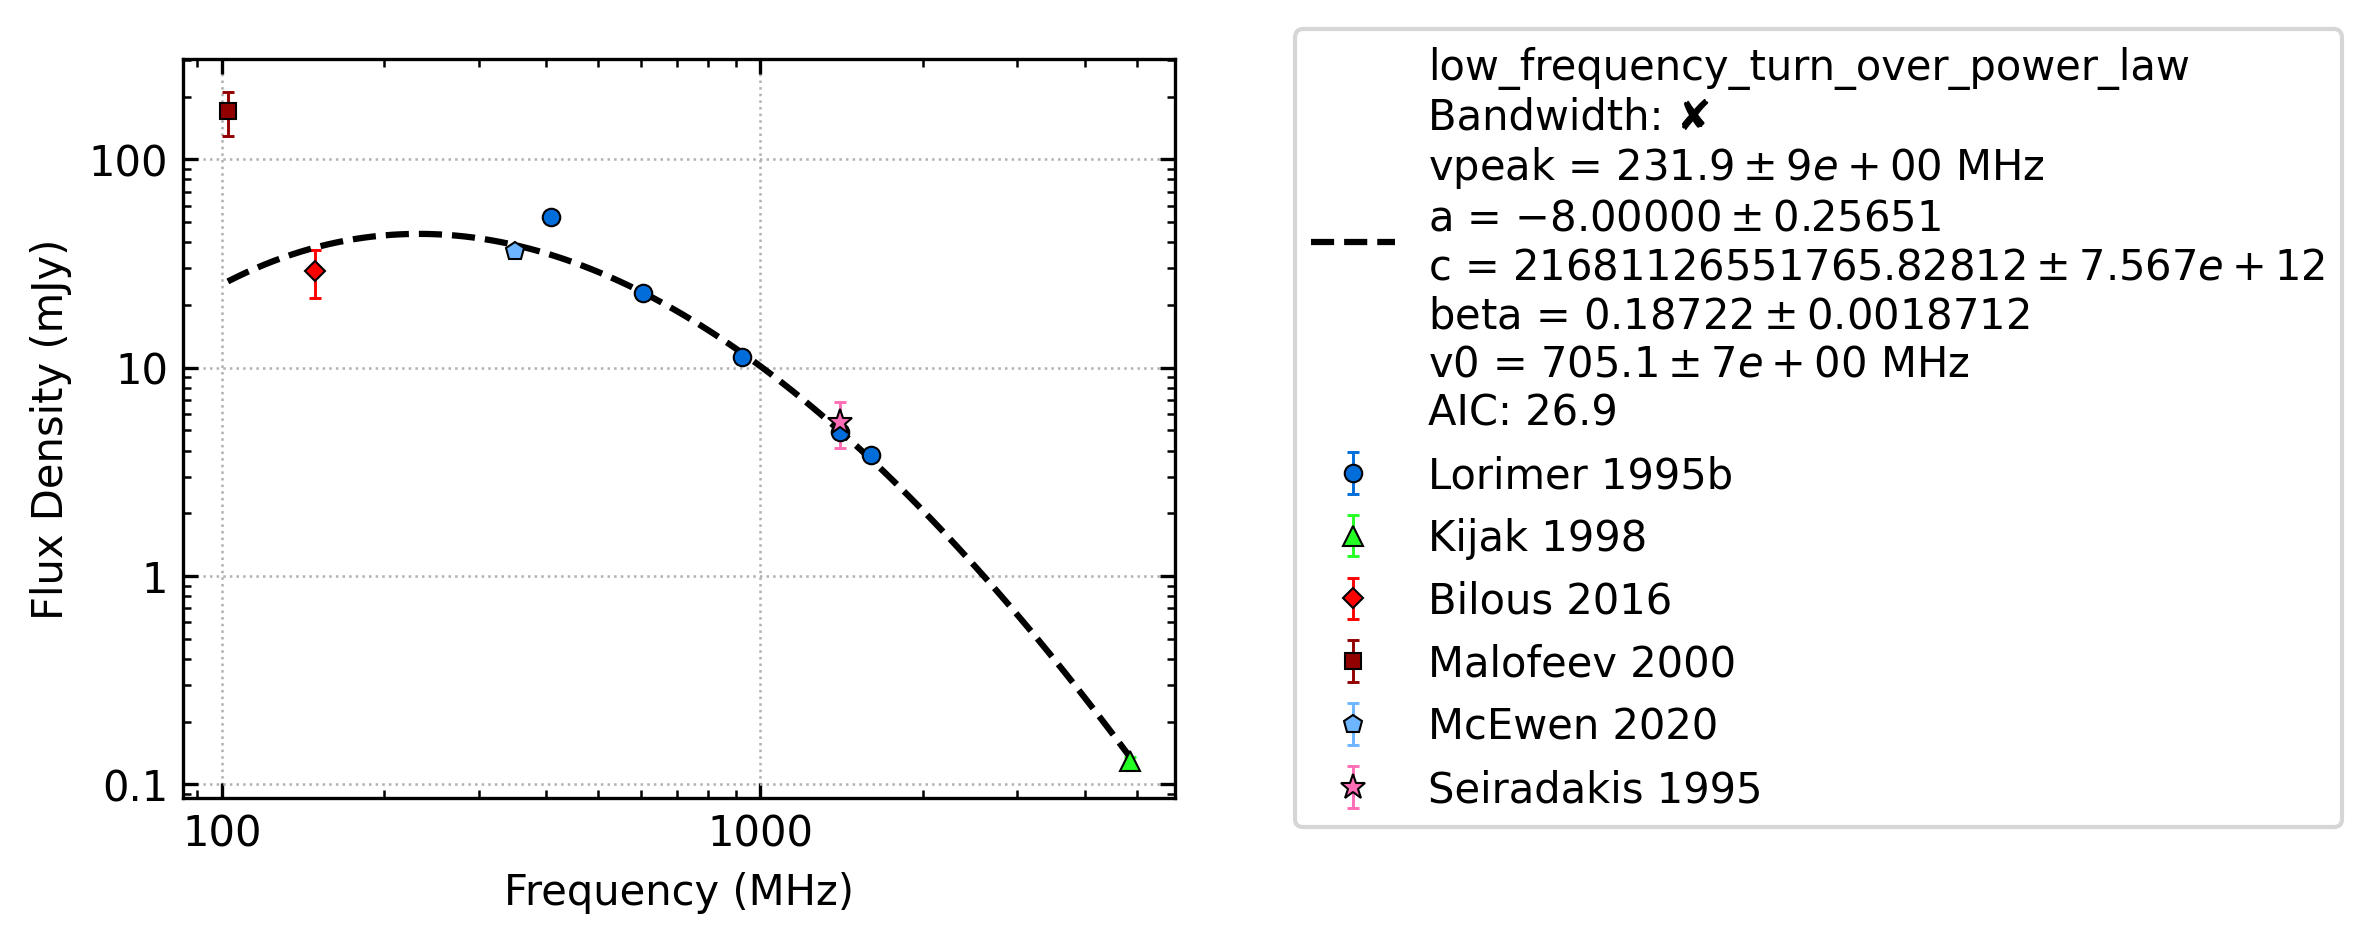 100
10
1
0.1
100 1000
Flux Density (mJy)
Frequency (MHz)
low_frequency_turn_over_power_law
Bandwidth: ✘
vpeak = 231.9 ± 9e + 00 MHz
a = −8.00000 ± 0.25651
c = 21681126551765.82812 ± 7.567e + 12
beta = 0.18722 ± 0.0018712
v0 = 705.1 ± 7e + 00 MHz
AIC: 26.9
Lorimer 1995b
Kijak 1998
Bilous 2016
Malofeev 2000
McEwen 2020
Seiradakis 1995